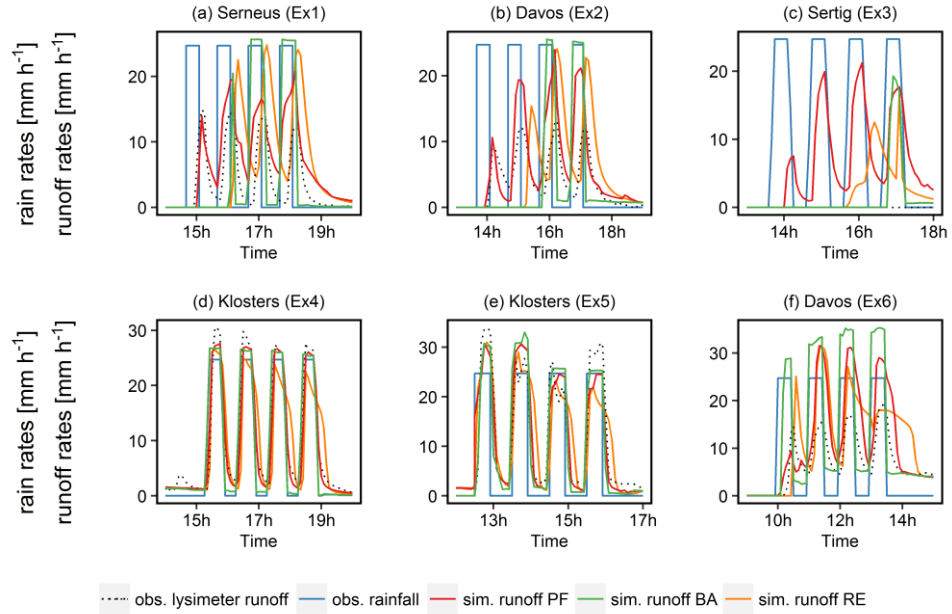 (a) Serneus (Ex1)
(b) Davos (Ex2)
(c) Sertig (Ex3)
rain rates [mm h⁻¹]
runoff rates [mm h⁻¹]
20
10
0
15h 17h 19h
Time
20
10
0
14h 16h 18h
Time
20
10
0
14h 16h 18h
Time
(d) Klosters (Ex4)
(e) Klosters (Ex5)
(f) Davos (Ex6)
rain rates [mm h⁻¹]
runoff rates [mm h⁻¹]
30
20
10
0
15h 17h 19h
Time
30
20
10
0
13h 15h 17h
Time
30
20
10
0
10h 12h 14h
Time
obs. lysimeter runoff obs. rainfall sim. runoff PF sim. runoff BA sim. runoff RE